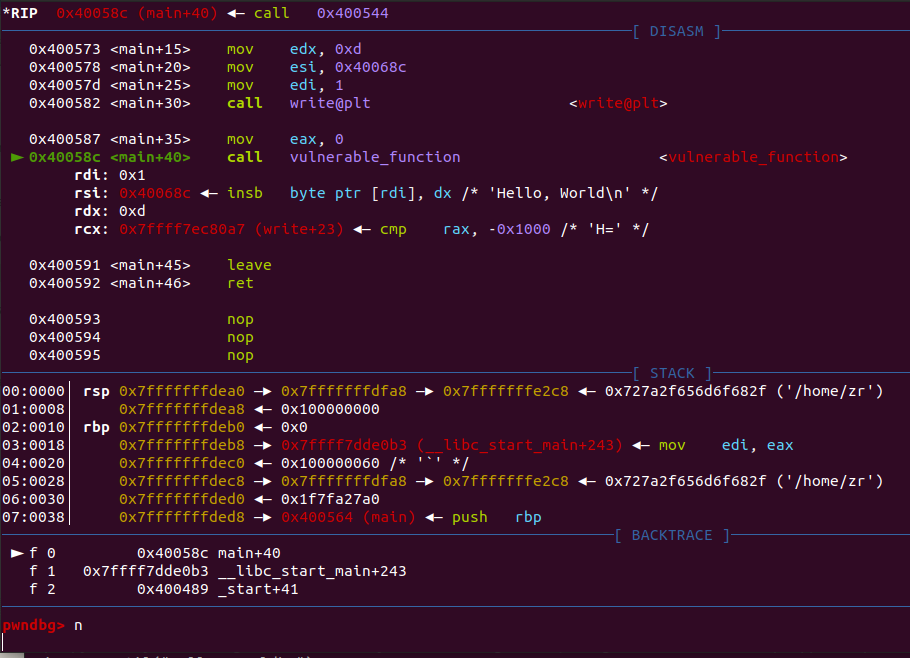 *RIP  0x40058c (main+40) ◂— call   0x400544
[ DISASM ]
0x400573 <main+15>    mov    edx, 0xd
0x400578 <main+20>    mov    esi, 0x40068c
0x40057d <main+25>    mov    edi, 1
0x400582 <main+30>    call   write@plt                      <write@plt>
0x400587 <main+35>    mov    eax, 0
► 0x40058c <main+40>    call   vulnerable_function                      <vulnerable_function>
rdi: 0x1
rsi: 0x40068c ◂— insb   byte ptr [rdi], dx /* 'Hello, World\n' */
rdx: 0xd
rcx: 0x7ffff7ec80a7 (write+23) ◂— cmp    rax, -0x1000 /* 'H=' */
0x400591 <main+45>    leave
0x400592 <main+46>    ret
0x400593              nop
0x400594              nop
0x400595              nop
[ STACK ]
00:0000│ rsp 0x7fffffffdea0 —▸ 0x7fffffffdfa8 —▸ 0x7fffffffe2c8 ◂— 0x727a2f656d6f682f ('/home/zr')
01:0008│     0x7fffffffdea8 ◂— 0x100000000
02:0010│ rbp 0x7fffffffdeb0 ◂— 0x0
03:0018│     0x7fffffffdeb8 —▸ 0x7ffff7dde0b3 (__libc_start_main+243) ◂— mov    edi, eax
04:0020│     0x7fffffffdec0 ◂— 0x100000060 /* '`' */
05:0028│     0x7fffffffdec8 —▸ 0x7fffffffdfa8 —▸ 0x7fffffffe2c8 ◂— 0x727a2f656d6f682f ('/home/zr')
06:0030│     0x7fffffffded0 ◂— 0x1f7fa27a0
07:0038│     0x7fffffffded8 —▸ 0x400564 (main) ◂— push   rbp
[ BACKTRACE ]
► f 0         0x40058c main+40
f 1   0x7ffff7dde0b3 __libc_start_main+243
f 2         0x400489 _start+41
pwndbg> n